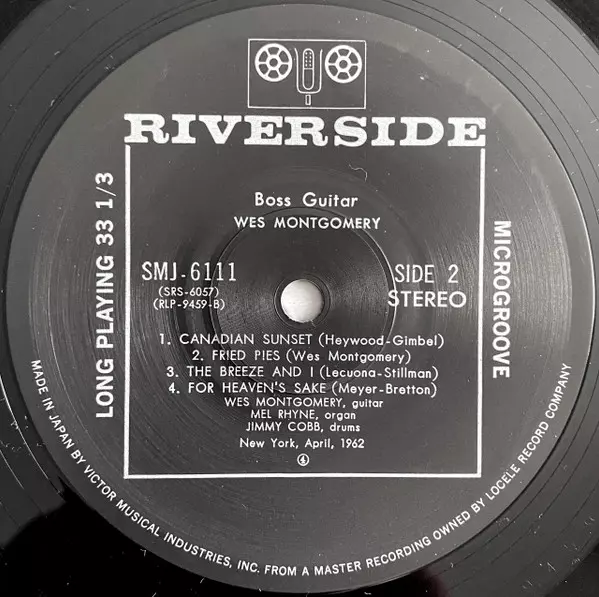 RIVERSIDE
Boss Guitar
WES MONTGOMERY
LONG PLAYING 33 1/3
MICROGROOVE
SMJ-6111
(SRS-6057)
(RLP-9459-B)
SIDE 2
STEREO
1. CANADIAN SUNSET (Heywood-Gimbel)
2. FRIED PIES (Wes Montgomery)
3. THE BREEZE AND I (Lecuona-Stillman)
4. FOR HEAVEN'S SAKE (Meyer-Bretton)
WES MONTGOMERY, guitar
MEL RHYNE, organ
JIMMY COBB, drums
New York, April, 1962
4
MADE IN JAPAN BY VICTOR MUSICAL INDUSTRIES, INC. FROM A MASTER RECORDING OWNED BY LOCELE RECORD COMPANY